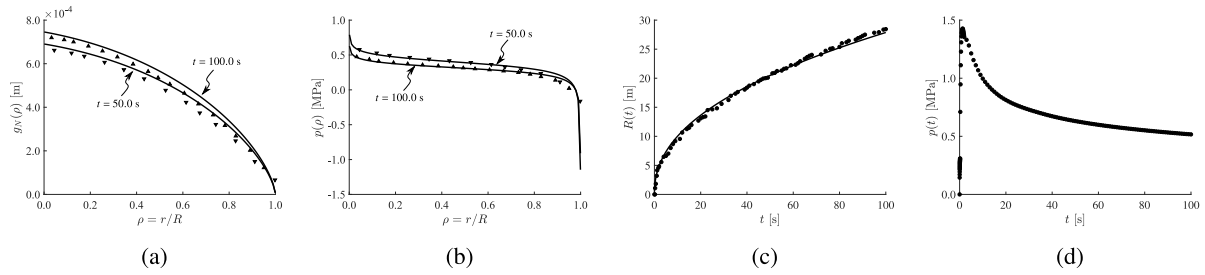 ×10⁻⁴
8.0
6.0
4.0
2.0
0.0
g_N(ρ) [m]
t = 100.0 s
t = 50.0 s
0.0 0.2 0.4 0.6 0.8 1.0
ρ = r/R
(a)
1.0
0.5
0.0
-0.5
-1.0
-1.5
p(ρ) [MPa]
t = 50.0 s
t = 100.0 s
0.0 0.2 0.4 0.6 0.8 1.0
ρ = r/R
(b)
30
25
20
15
10
5
0
R(t) [m]
0 20 40 60 80 100
t [s]
(c)
1.5
1.0
0.5
0.0
p(t) [MPa]
0 20 40 60 80 100
t [s]
(d)